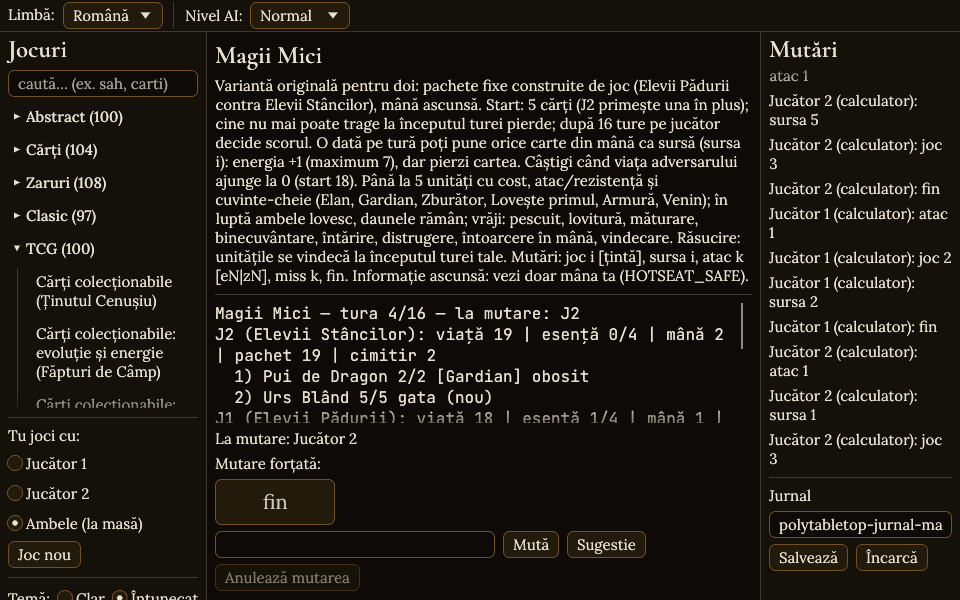 Limbă: Română ▼ Nivel AI: Normal ▼
Jocuri
caută... (ex. sah, carti)
▸ Abstract (100)
▸ Cărți (104)
▸ Zaruri (108)
▸ Clasic (97)
▾ TCG (100)
Cărți colecționabile
(Ținutul Cenușiu)
Cărți colecționabile:
evoluție și energie
(Făpturi de Câmp)
Cărți colecționabile:
Tu joci cu:
Jucător 1
Jucător 2
Ambele (la masă)
Joc nou
Temă: Clar Întunecat
Magii Mici
Variantă originală pentru doi: pachete fixe construite de joc (Elevii Pădurii
contra Elevii Stâncilor), mână ascunsă. Start: 5 cărți (J2 primește una în plus);
cine nu mai poate trage la începutul turei pierde; după 16 ture pe jucător
decide scorul. O dată pe tură poți pune orice carte din mână ca sursă (sursa
i): energia +1 (maximum 7), dar pierzi cartea. Câștigi când viața adversarului
ajunge la 0 (start 18). Până la 5 unități cu cost, atac/rezistență și
cuvinte-cheie (Elan, Gardian, Zburător, Lovește primul, Armură, Venin); în
luptă ambele lovesc, daunele rămân; vrăji: pescuit, lovitură, măturare,
binecuvântare, întărire, distrugere, întoarcere în mână, vindecare. Răsucire:
unitățile se vindecă la începutul turei tale. Mutări: joc i [țintă], sursa i, atac k
[eN|zN], miss k, fin. Informație ascunsă: vezi doar mâna ta (HOTSEAT_SAFE).
Magii Mici — tura 4/16 — la mutare: J2
J2 (Elevii Stâncilor): viață 19 | esență 0/4 | mână 2
| pachet 19 | cimitir 2
1) Pui de Dragon 2/2 [Gardian] obosit
2) Urs Blând 5/5 gata (nou)
J1 (Elevii Pădurii): viață 18 | esență 1/4 | mână 1 |
La mutare: Jucător 2
Mutare forțată:
fin
Mută Sugestie
Anulează mutarea
Mutări
atac 1
Jucător 2 (calculator):
sursa 5
Jucător 2 (calculator): joc
3
Jucător 2 (calculator): fin
Jucător 1 (calculator): atac
1
Jucător 1 (calculator): joc 2
Jucător 1 (calculator):
sursa 2
Jucător 1 (calculator): fin
Jucător 2 (calculator):
atac 1
Jucător 2 (calculator):
sursa 1
Jucător 2 (calculator): joc
3
Jurnal
polytabletop-jurnal-ma
Salvează Încarcă